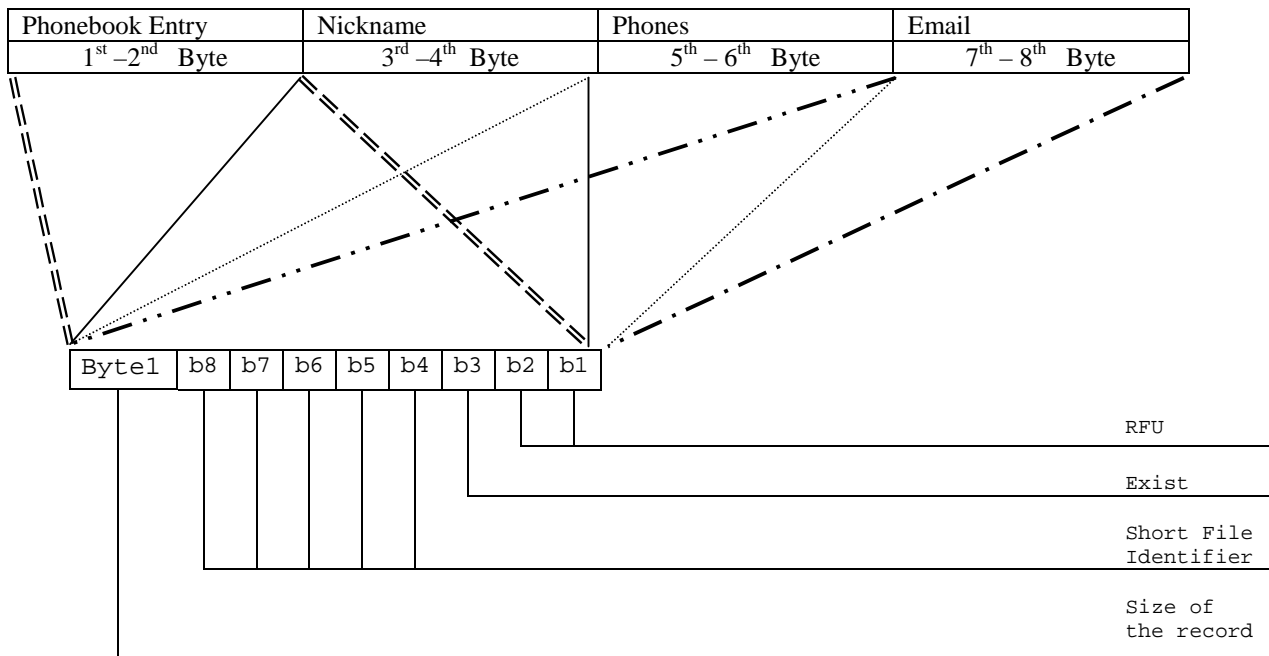 Phonebook Entry Nickname Phones Email
1st –2nd Byte 3rd –4th Byte 5th – 6th Byte 7th – 8th Byte
Byte1 b8 b7 b6 b5 b4 b3 b2 b1
RFU
Exist
Short File
Identifier
Size of
the record